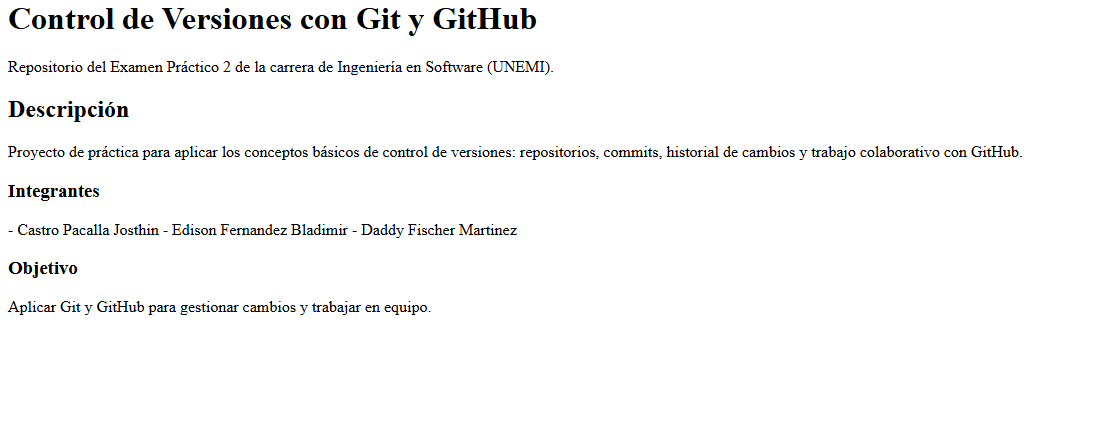 Control de Versiones con Git y GitHub
Repositorio del Examen Práctico 2 de la carrera de Ingeniería en Software (UNEMI).
Descripción
Proyecto de práctica para aplicar los conceptos básicos de control de versiones: repositorios, commits, historial de cambios y trabajo colaborativo con GitHub.
Integrantes
- Castro Pacalla Josthin - Edison Fernandez Bladimir - Daddy Fischer Martinez
Objetivo
Aplicar Git y GitHub para gestionar cambios y trabajar en equipo.